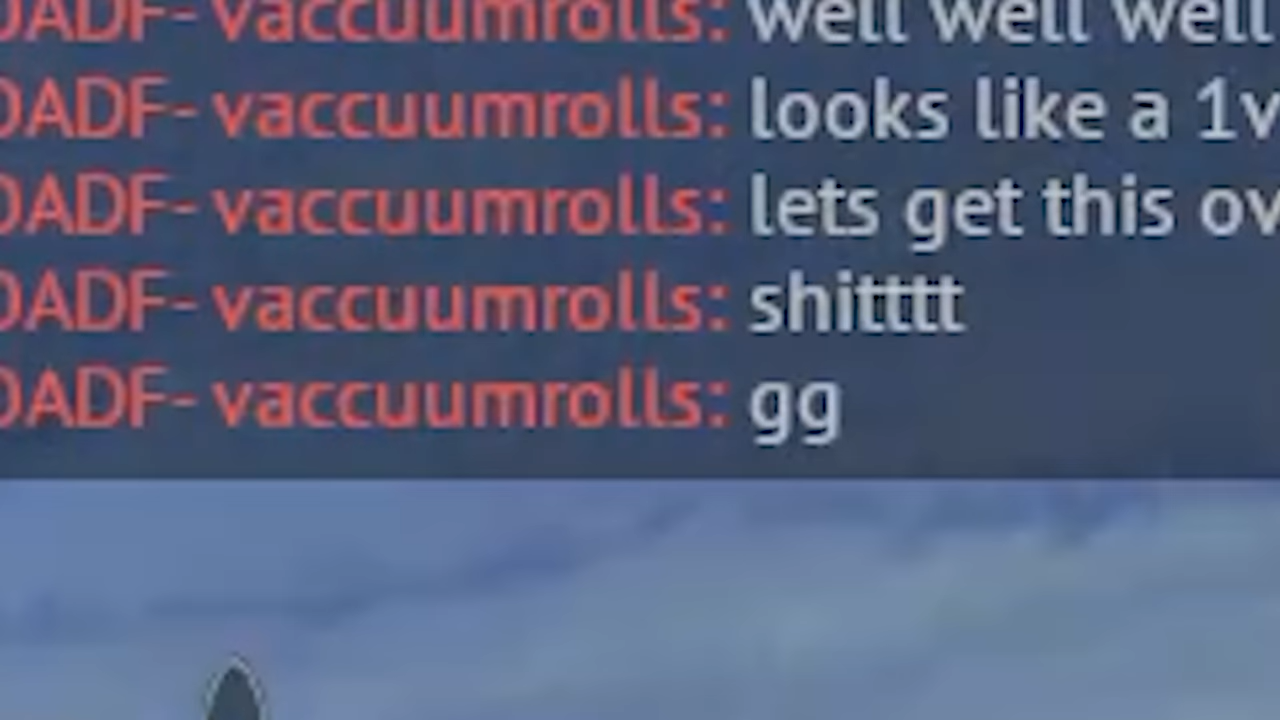 DADF- vaccuumrolls: well well well
DADF- vaccuumrolls: looks like a 1v
DADF- vaccuumrolls: lets get this ov
DADF- vaccuumrolls: shitttt
DADF- vaccuumrolls: gg